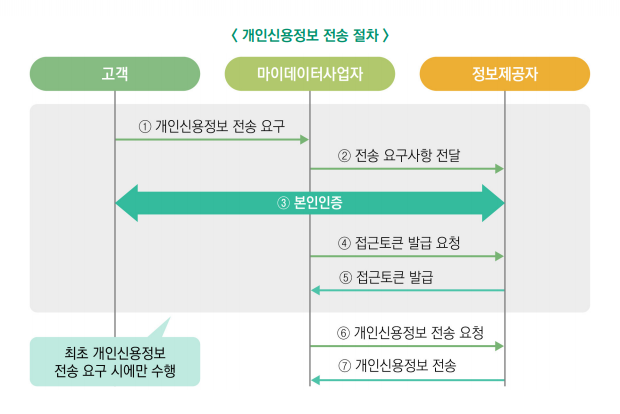 < 개인신용정보 전송 절차 >
고객
마이데이터사업자
정보제공자
① 개인신용정보 전송 요구
② 전송 요구사항 전달
③ 본인인증
④ 접근토큰 발급 요청
⑤ 접근토큰 발급
⑥ 개인신용정보 전송 요청
⑦ 개인신용정보 전송
최초 개인신용정보
전송 요구 시에만 수행